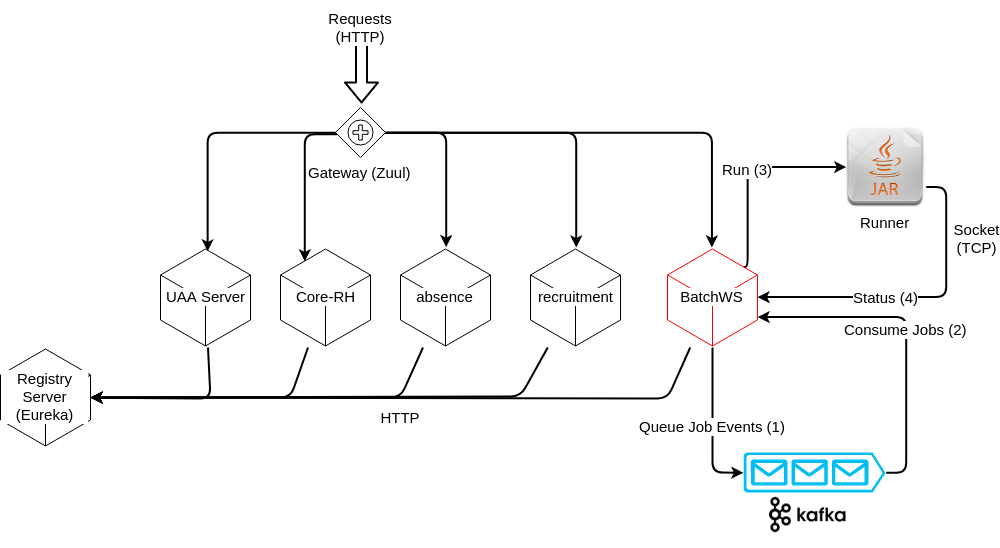 Requests
(HTTP)
Gateway (Zuul)
Run (3)
JAR
Runner
Socket
(TCP)
UAA Server
Core-RH
absence
recruitment
BatchWS
Status (4)
Consume Jobs (2)
Registry
Server
(Eureka)
HTTP
Queue Job Events (1)
kafka